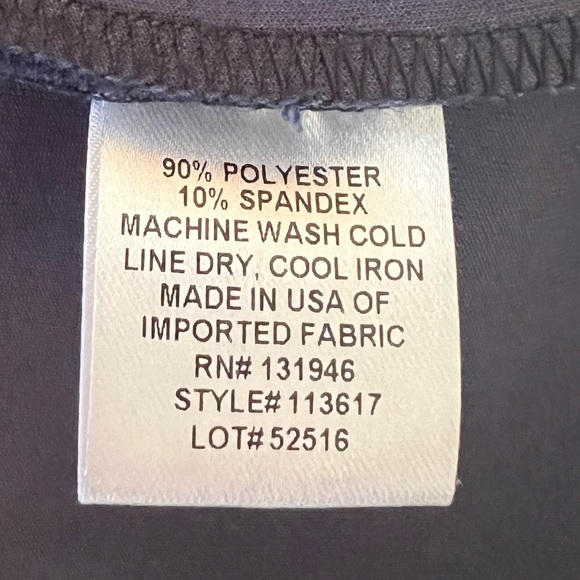 90% POLYESTER
10% SPANDEX
MACHINE WASH COLD
LINE DRY, COOL IRON
MADE IN USA OF
IMPORTED FABRIC
RN# 131946
STYLE# 113617
LOT# 52516